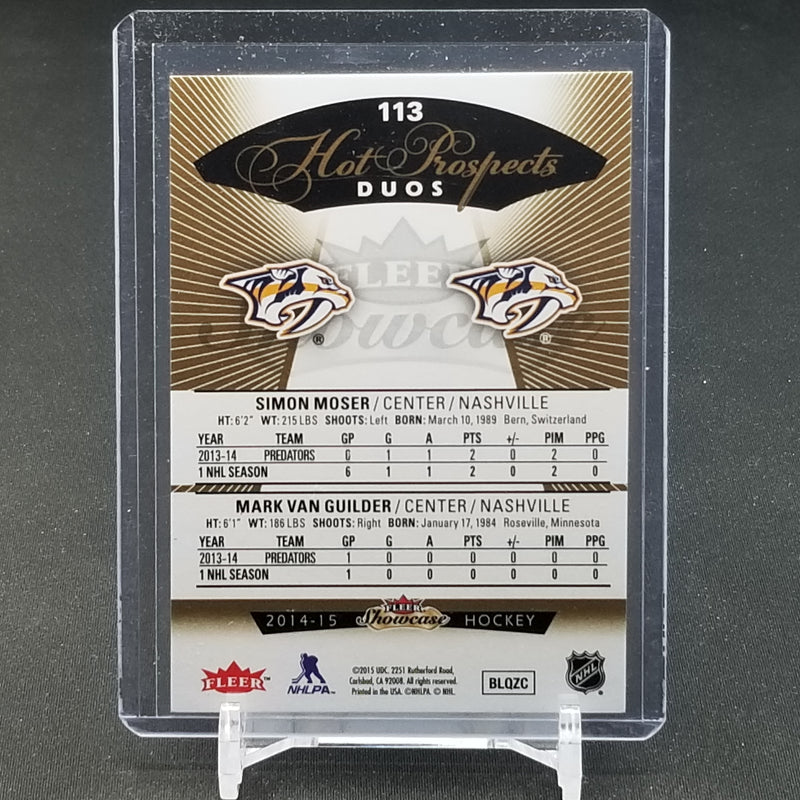 113
Hot Prospects
DUOS
FLEER
Showcase
® ®
SIMON MOSER / CENTER / NASHVILLE
HT: 6'2" WT: 215 LBS SHOOTS: Left BORN: March 10, 1989 Bern, Switzerland
YEAR TEAM GP G A PTS +/- PIM PPG
2013-14 PREDATORS 6 1 1 2 0 2 0
1 NHL SEASON 6 1 1 2 0 2 0
MARK VAN GUILDER / CENTER / NASHVILLE
HT: 6'1" WT: 186 LBS SHOOTS: Right BORN: January 17, 1984 Roseville, Minnesota
YEAR TEAM GP G A PTS +/- PIM PPG
2013-14 PREDATORS 1 0 0 0 0 0 0
1 NHL SEASON 1 0 0 0 0 0 0
2014-15 FLEER Showcase HOCKEY
FLEER™ NHLPA™
©2015 UDC. 2251 Rutherford Road,
Carlsbad, CA 92008. All rights reserved.
Printed in the USA. ©NHLPA. © NHL.
BLQZC
NHL®